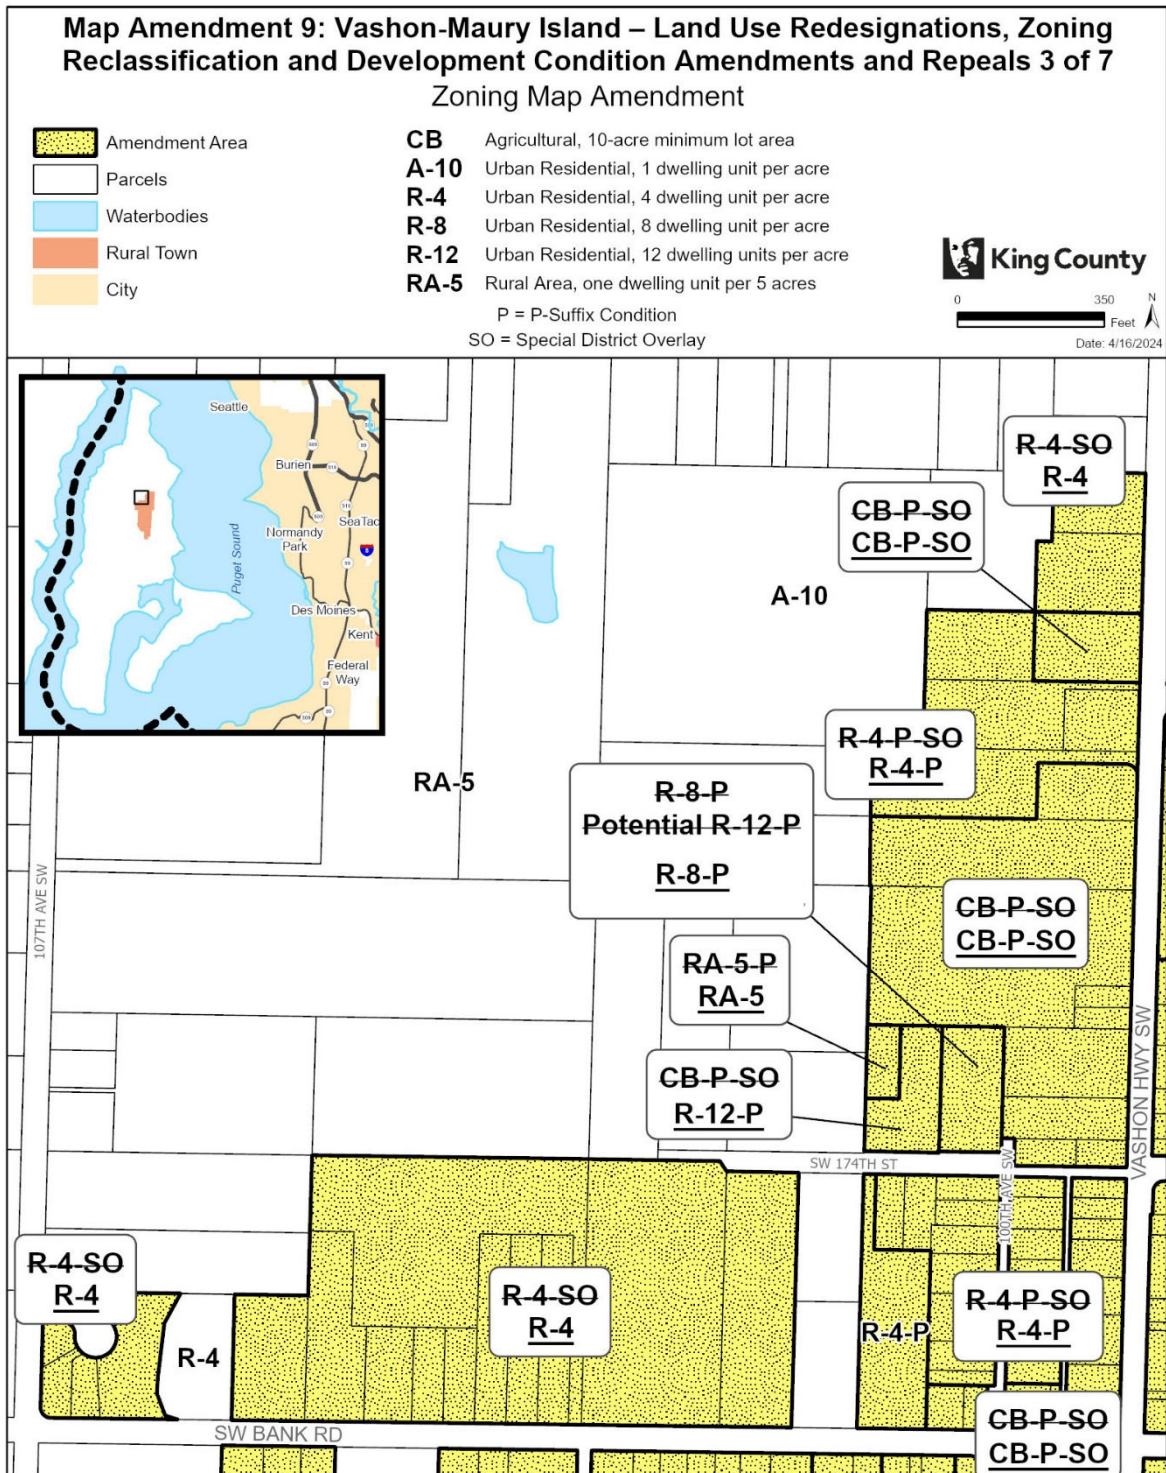 Map Amendment 9: Vashon-Maury Island – Land Use Redesignations, Zoning
Reclassification and Development Condition Amendments and Repeals 3 of 7
Zoning Map Amendment
Amendment Area
Parcels
Waterbodies
Rural Town
City
CB Agricultural, 10-acre minimum lot area
A-10 Urban Residential, 1 dwelling unit per acre
R-4 Urban Residential, 4 dwelling unit per acre
R-8 Urban Residential, 8 dwelling unit per acre
R-12 Urban Residential, 12 dwelling units per acre
RA-5 Rural Area, one dwelling unit per 5 acres
P = P-Suffix Condition
SO = Special District Overlay
King County
0 350
Feet
N
Date: 4/16/2024
Seattle
Burien
SeaTac
Normandy
Park
Puget Sound
Des Moines
Kent
Federal
Way
509
518
99
5
R-4-SO
R-4
CB-P-SO
CB-P-SO
A-10
R-4-P-SO
R-4-P
RA-5
R-8-P
Potential R-12-P
R-8-P
CB-P-SO
CB-P-SO
107TH AVE SW
RA-5-P
RA-5
VASHON HWY SW
CB-P-SO
R-12-P
SW 174TH ST
100TH AVE SW
R-4-SO
R-4
R-4-SO
R-4
R-4-P-SO
R-4-P
R-4-P
R-4
CB-P-SO
CB-P-SO
SW BANK RD